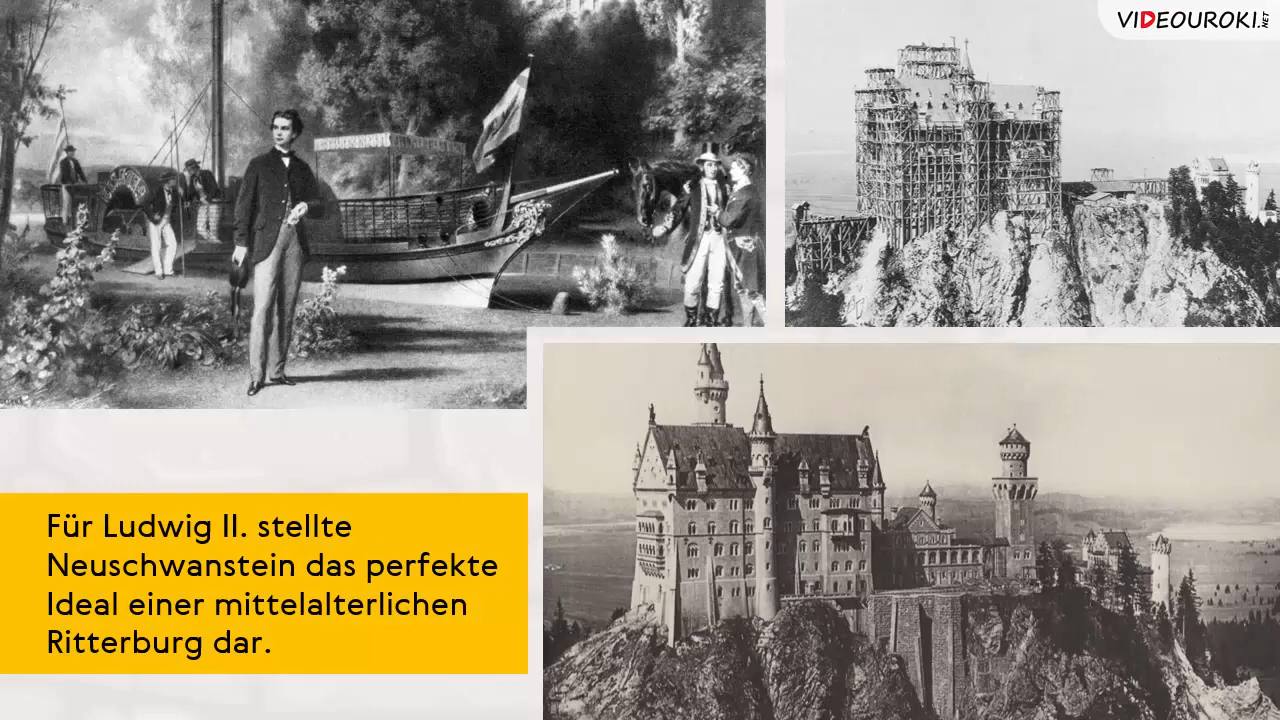 VIDEOUROKI.NET
Für Ludwig II. stellte
Neuschwanstein das perfekte
Ideal einer mittelalterlichen
Ritterburg dar.